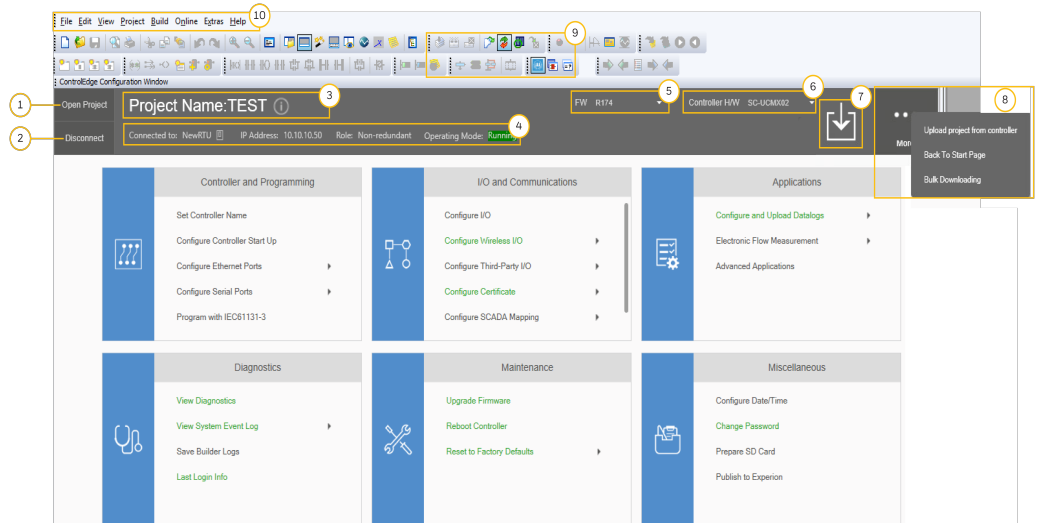 File Edit View Project Build Online Extras Help
10
9
ControlEdge Configuration Window
1
Open Project
Project Name:TEST
3
FW R174
5
Controller H/W SC-UCMX02
6
7
8
2
Disconnect
Connected to: NewRTU IP Address: 10.10.10.50 Role: Non-redundant Operating Mode: Running
4
Upload project from controller
Back To Start Page
Bulk Downloading
Controller and Programming
Set Controller Name
Configure Controller Start Up
Configure Ethernet Ports
Configure Serial Ports
Program with IEC61131-3
I/O and Communications
Configure I/O
Configure Wireless I/O
Configure Third-Party I/O
Configure Certificate
Configure SCADA Mapping
Applications
Configure and Upload Datalogs
Electronic Flow Measurement
Advanced Applications
Diagnostics
View Diagnostics
View System Event Log
Save Builder Logs
Last Login Info
Maintenance
Upgrade Firmware
Reboot Controller
Reset to Factory Defaults
Miscellaneous
Configure Date/Time
Change Password
Prepare SD Card
Publish to Experion